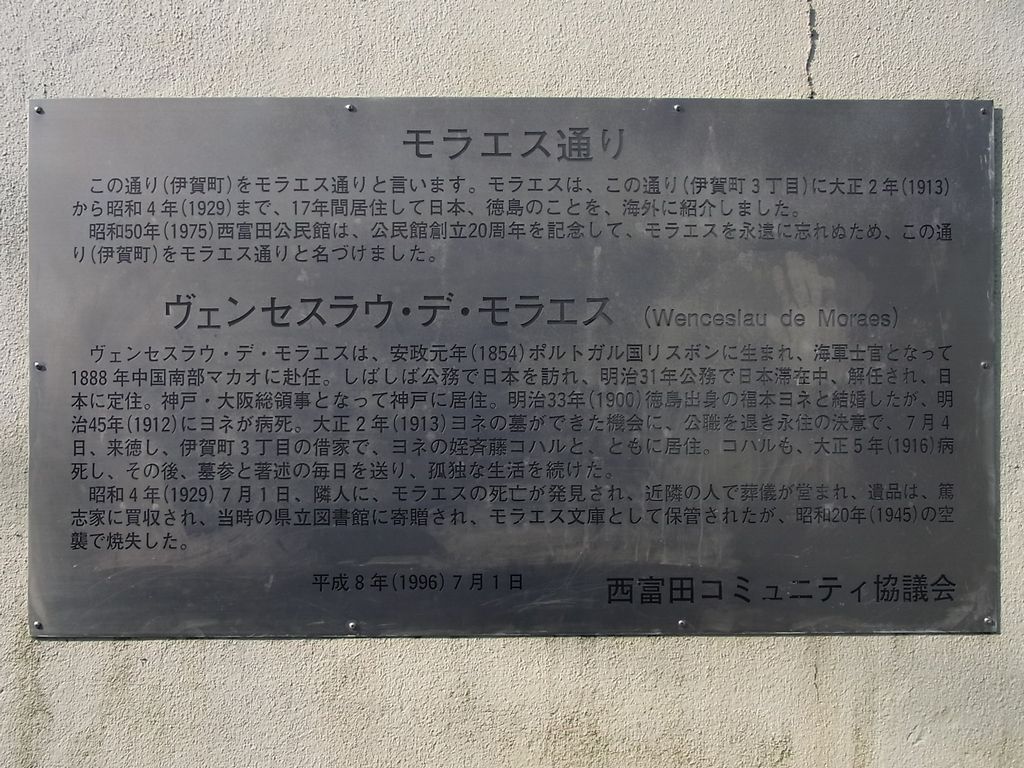 モラエス通り
この通り(伊賀町)をモラエス通りと言います。モラエスは、この通り(伊賀町3丁目)に大正2年(1913)
から昭和4年(1929)まで、17年間居住して日本、徳島のことを、海外に紹介しました。
昭和50年(1975)西富田公民館は、公民館創立20周年を記念して、モラエスを永遠に忘れぬため、この通
り(伊賀町)をモラエス通りと名づけました。
ヴェンセスラウ・デ・モラエス (Wenceslau de Moraes)
ヴェンセスラウ・デ・モラエスは、安政元年(1854)ポルトガル国リスボンに生まれ、海軍士官となって
1888年中国南部マカオに赴任。しばしば公務で日本を訪れ、明治31年公務で日本滞在中、解任され、日
本に定住。神戸・大阪総領事となって神戸に居住。明治33年(1900)徳島出身の福本ヨネと結婚したが、明
治45年(1912)にヨネが病死。大正2年(1913)ヨネの墓ができた機会に、公職を退き永住の決意で、7月4
日、来徳し、伊賀町3丁目の借家で、ヨネの姪斉藤コハルと、ともに居住。コハルも、大正5年(1916)病
死し、その後、墓参と著述の毎日を送り、孤独な生活を続けた。
昭和4年(1929)7月1日、隣人に、モラエスの死亡が発見され、近隣の人で葬儀が営まれ、遺品は、篤
志家に買収され、当時の県立図書館に寄贈され、モラエス文庫として保管されたが、昭和20年(1945)の空
襲で焼失した。
平成8年(1996)7月1日 西富田コミュニティ協議会